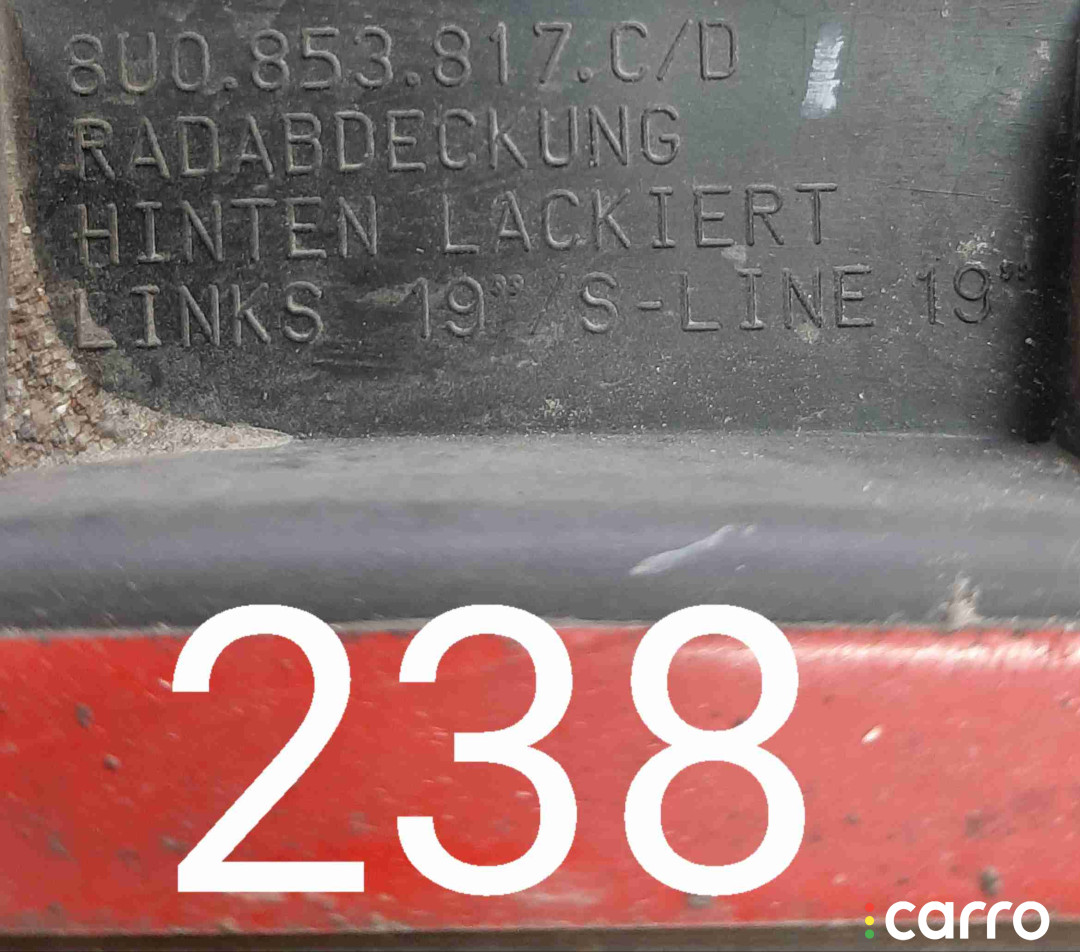 8U0.853.817.C/D
RADABDECKUNG
HINTEN LACKIERT
LINKS 19"/S-LINE 19"
238
carro